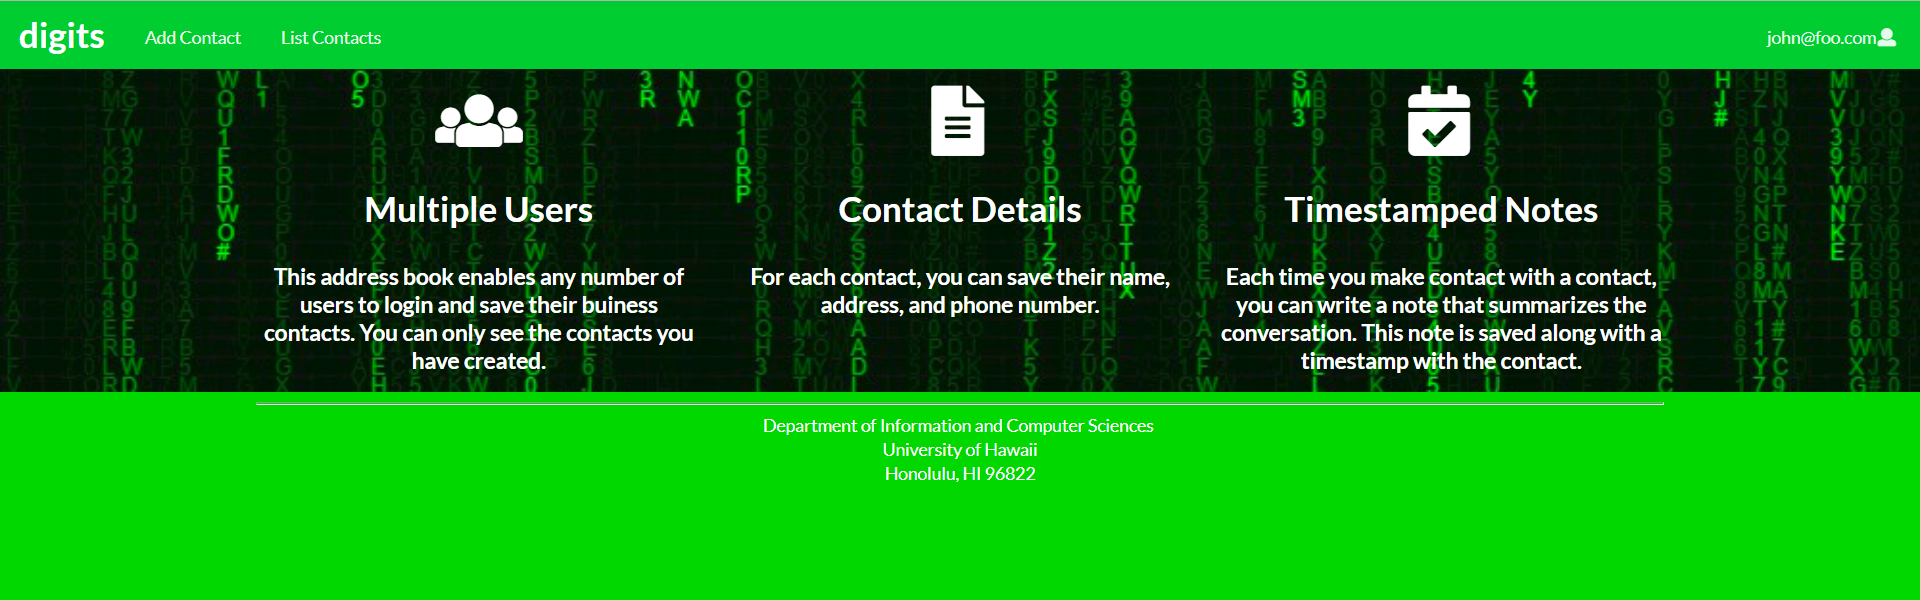 digits
Add Contact
List Contacts
john@foo.com
Multiple Users
This address book enables any number of
users to login and save their buiness
contacts. You can only see the contacts you
have created.
Contact Details
For each contact, you can save their name,
address, and phone number.
Timestamped Notes
Each time you make contact with a contact,
you can write a note that summarizes the
conversation. This note is saved along with a
timestamp with the contact.
Department of Information and Computer Sciences
University of Hawaii
Honolulu, HI 96822